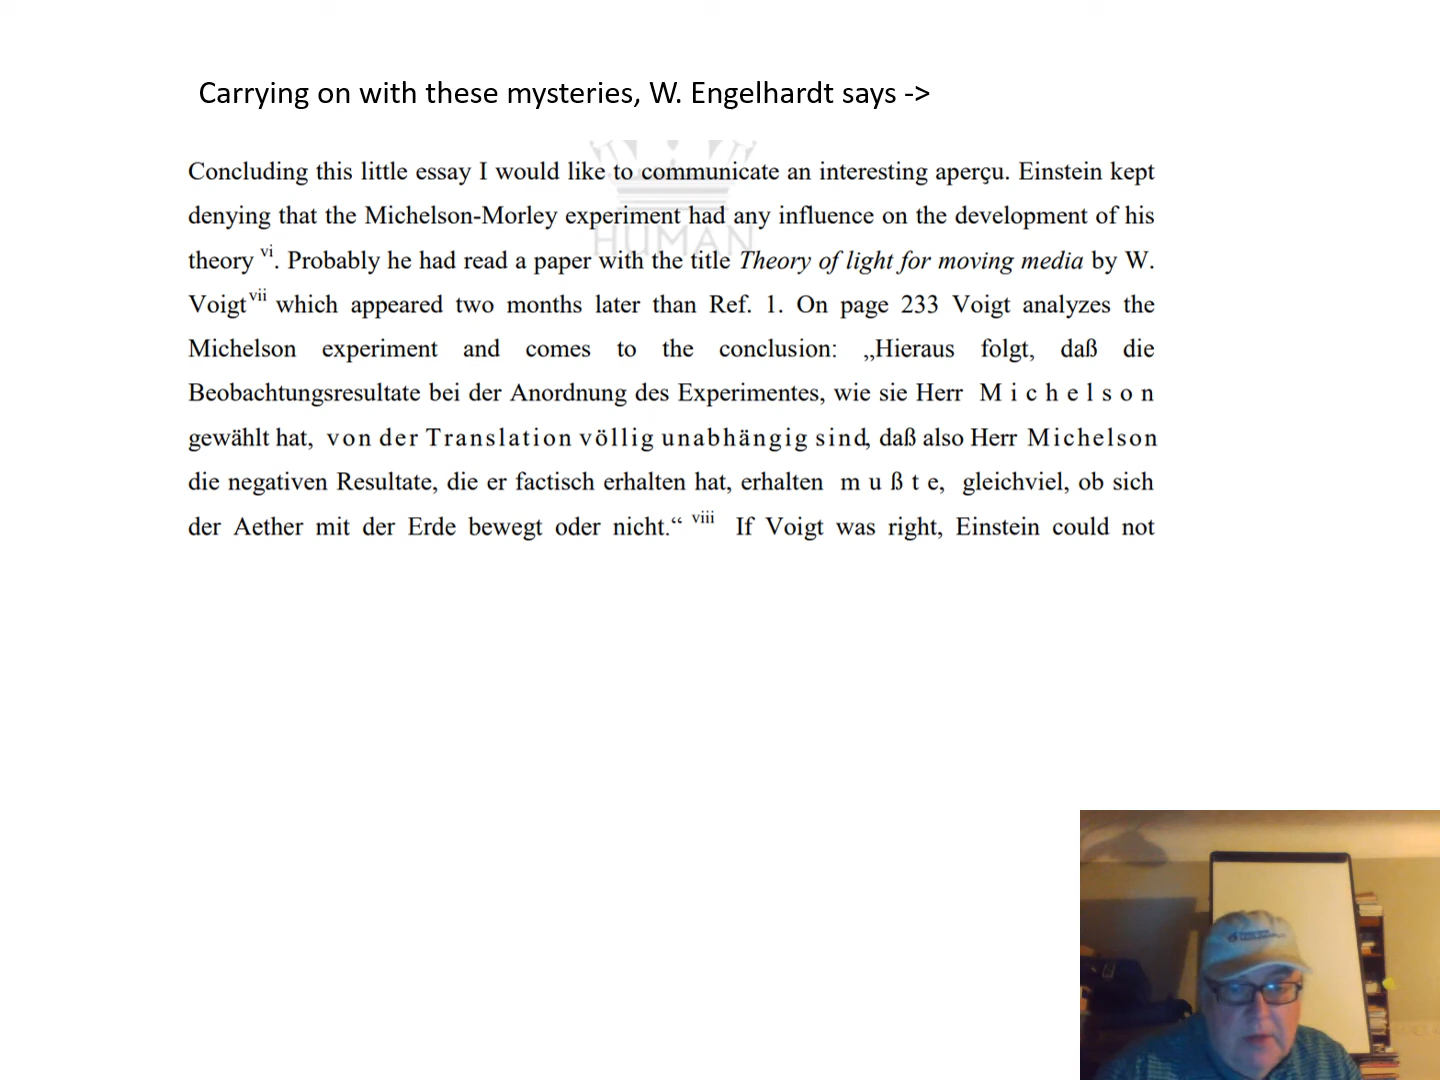 Carrying on with these mysteries, W. Engelhardt says ->
HUMAN
Concluding this little essay I would like to communicate an interesting aperçu. Einstein kept
denying that the Michelson-Morley experiment had any influence on the development of his
theory vi. Probably he had read a paper with the title Theory of light for moving media by W.
Voigt vii which appeared two months later than Ref. 1. On page 233 Voigt analyzes the
Michelson experiment and comes to the conclusion: „Hieraus folgt, daß die
Beobachtungsresultate bei der Anordnung des Experimentes, wie sie Herr M i c h e l s o n
gewählt hat, von der Translation völlig unabhängig sind, daß also Herr Michelson
die negativen Resultate, die er factisch erhalten hat, erhalten m u ß t e, gleichviel, ob sich
der Aether mit der Erde bewegt oder nicht.“ viii If Voigt was right, Einstein could not